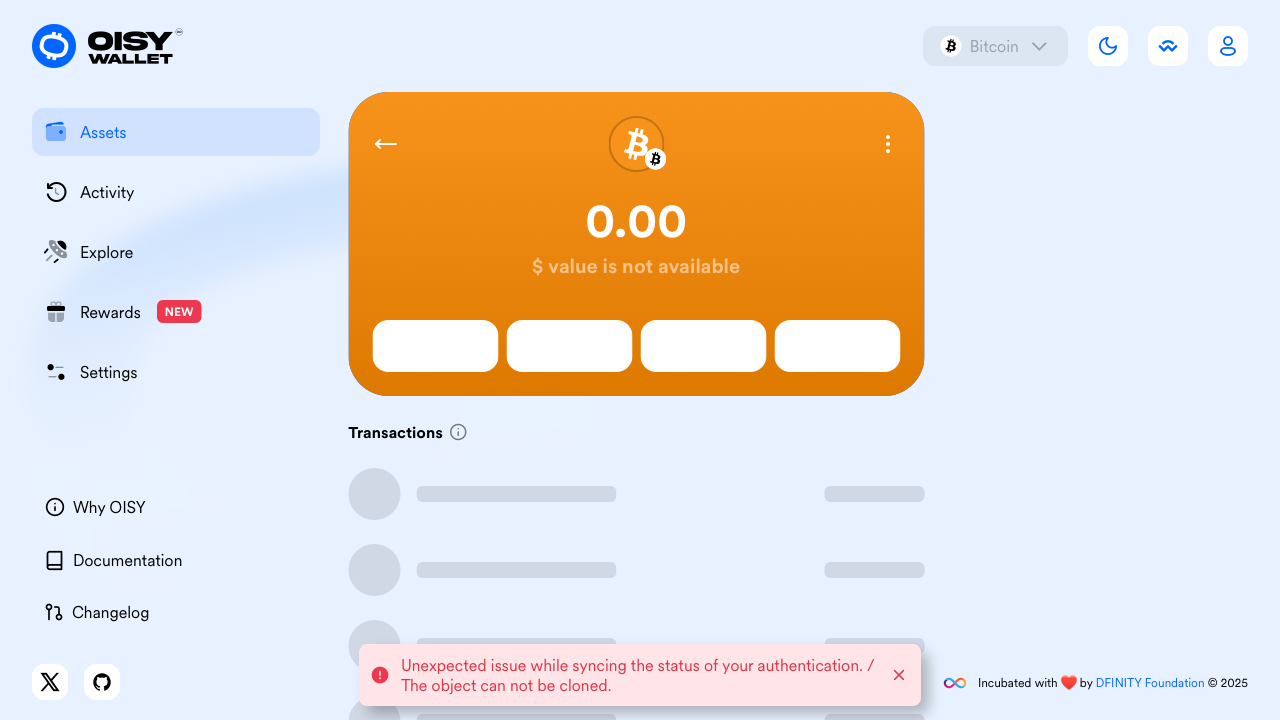 OISY
WALLET
Bitcoin
Assets
Activity
Explore
Rewards NEW
Settings
Why OISY
Documentation
Changelog
0.00
$ value is not available
Transactions
Unexpected issue while syncing the status of your authentication. /
The object can not be cloned.
Incubated with ❤️ by DFINITY Foundation © 2025